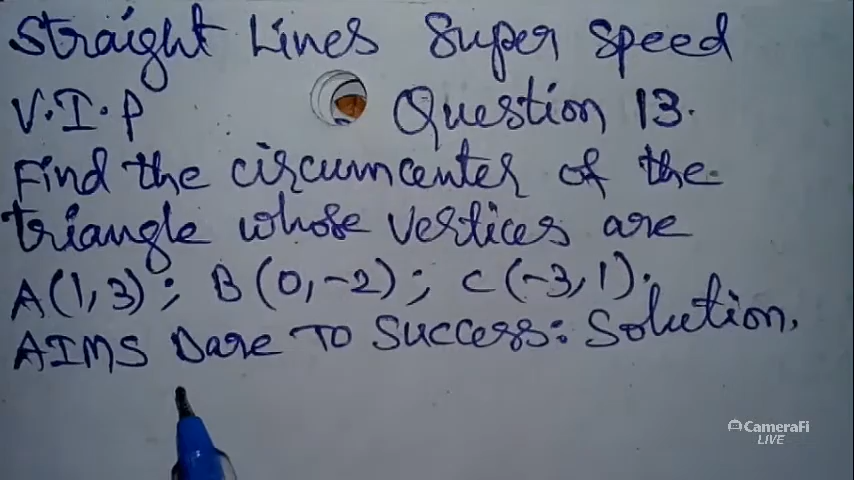 Straight Lines Super Speed
V.I.P Question 13.
Find the circumcenter of the
triangle whose vertices are
A(1,3); B(0,-2); C(-3,1).
AIMS Dare To Success: Solution.
CameraFi
LIVE